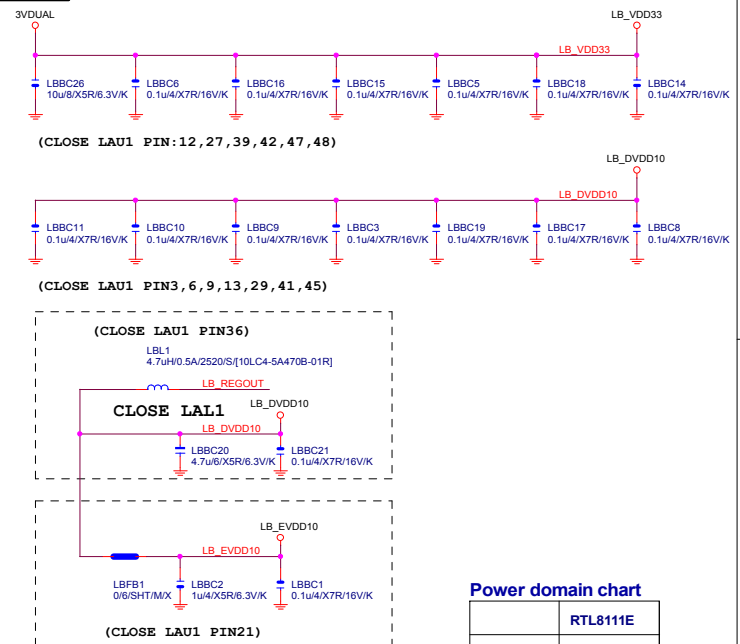 3VDUAL
LB_VDD33
LB_VDD33
LBBC26
10u/8/X5R/6.3V/K
LBBC6
0.1u/4/X7R/16V/K
LBBC16
0.1u/4/X7R/16V/K
LBBC15
0.1u/4/X7R/16V/K
LBBC5
0.1u/4/X7R/16V/K
LBBC18
0.1u/4/X7R/16V/K
LBBC14
0.1u/4/X7R/16V/K
(CLOSE LAU1 PIN:12,27,39,42,47,48)
LB_DVDD10
LB_DVDD10
LBBC11
0.1u/4/X7R/16V/K
LBBC10
0.1u/4/X7R/16V/K
LBBC9
0.1u/4/X7R/16V/K
LBBC3
0.1u/4/X7R/16V/K
LBBC19
0.1u/4/X7R/16V/K
LBBC17
0.1u/4/X7R/16V/K
LBBC8
0.1u/4/X7R/16V/K
(CLOSE LAU1 PIN3,6,9,13,29,41,45)
(CLOSE LAU1 PIN36)
LBL1
4.7uH/0.5A/2520/S/[10LC4-5A470B-01R]
LB_REGOUT
CLOSE LAL1
LB_DVDD10
LB_DVDD10
LBBC20
4.7u/6/X5R/6.3V/K
LBBC21
0.1u/4/X7R/16V/K
LB_EVDD10
LB_EVDD10
LBFB1
0/6/SHT/M/X
LBBC2
1u/4/X5R/6.3V/K
LBBC1
0.1u/4/X7R/16V/K
(CLOSE LAU1 PIN21)
Power domain chart
RTL8111E